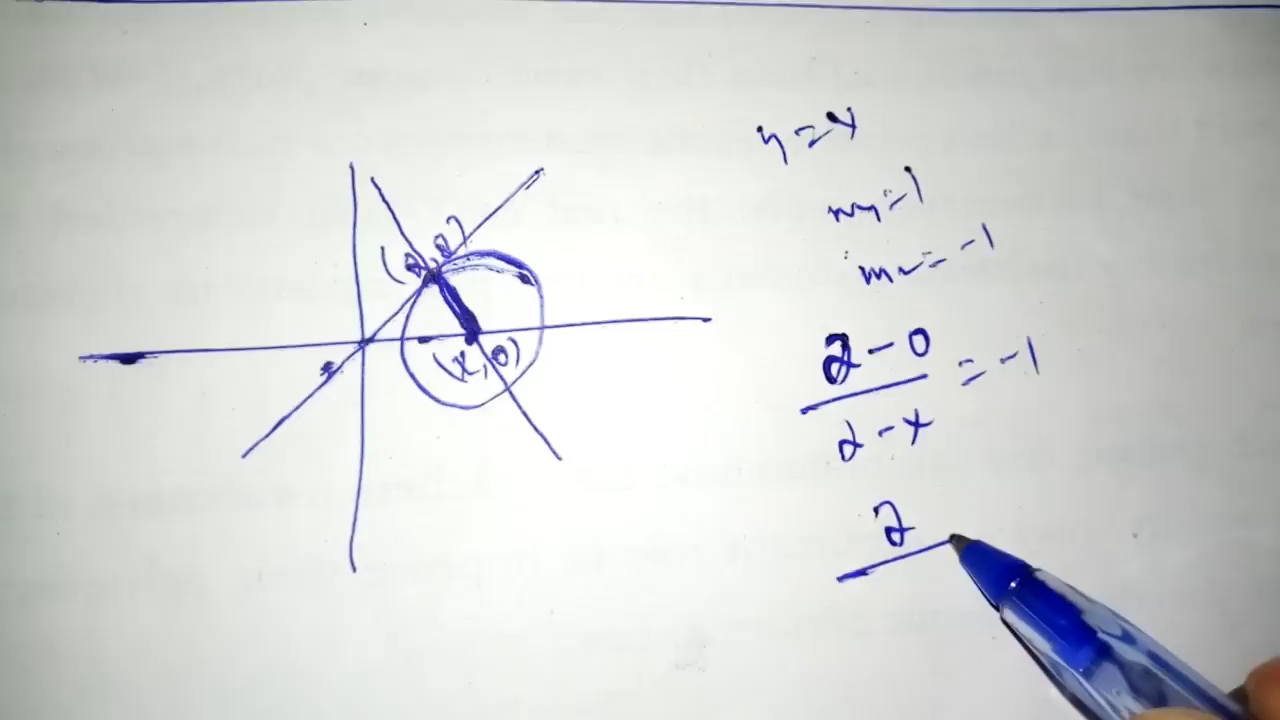 (2,2)
(x,0)
y=x
m₁=1
m₂=-1
2-0
2-x
=-1
2